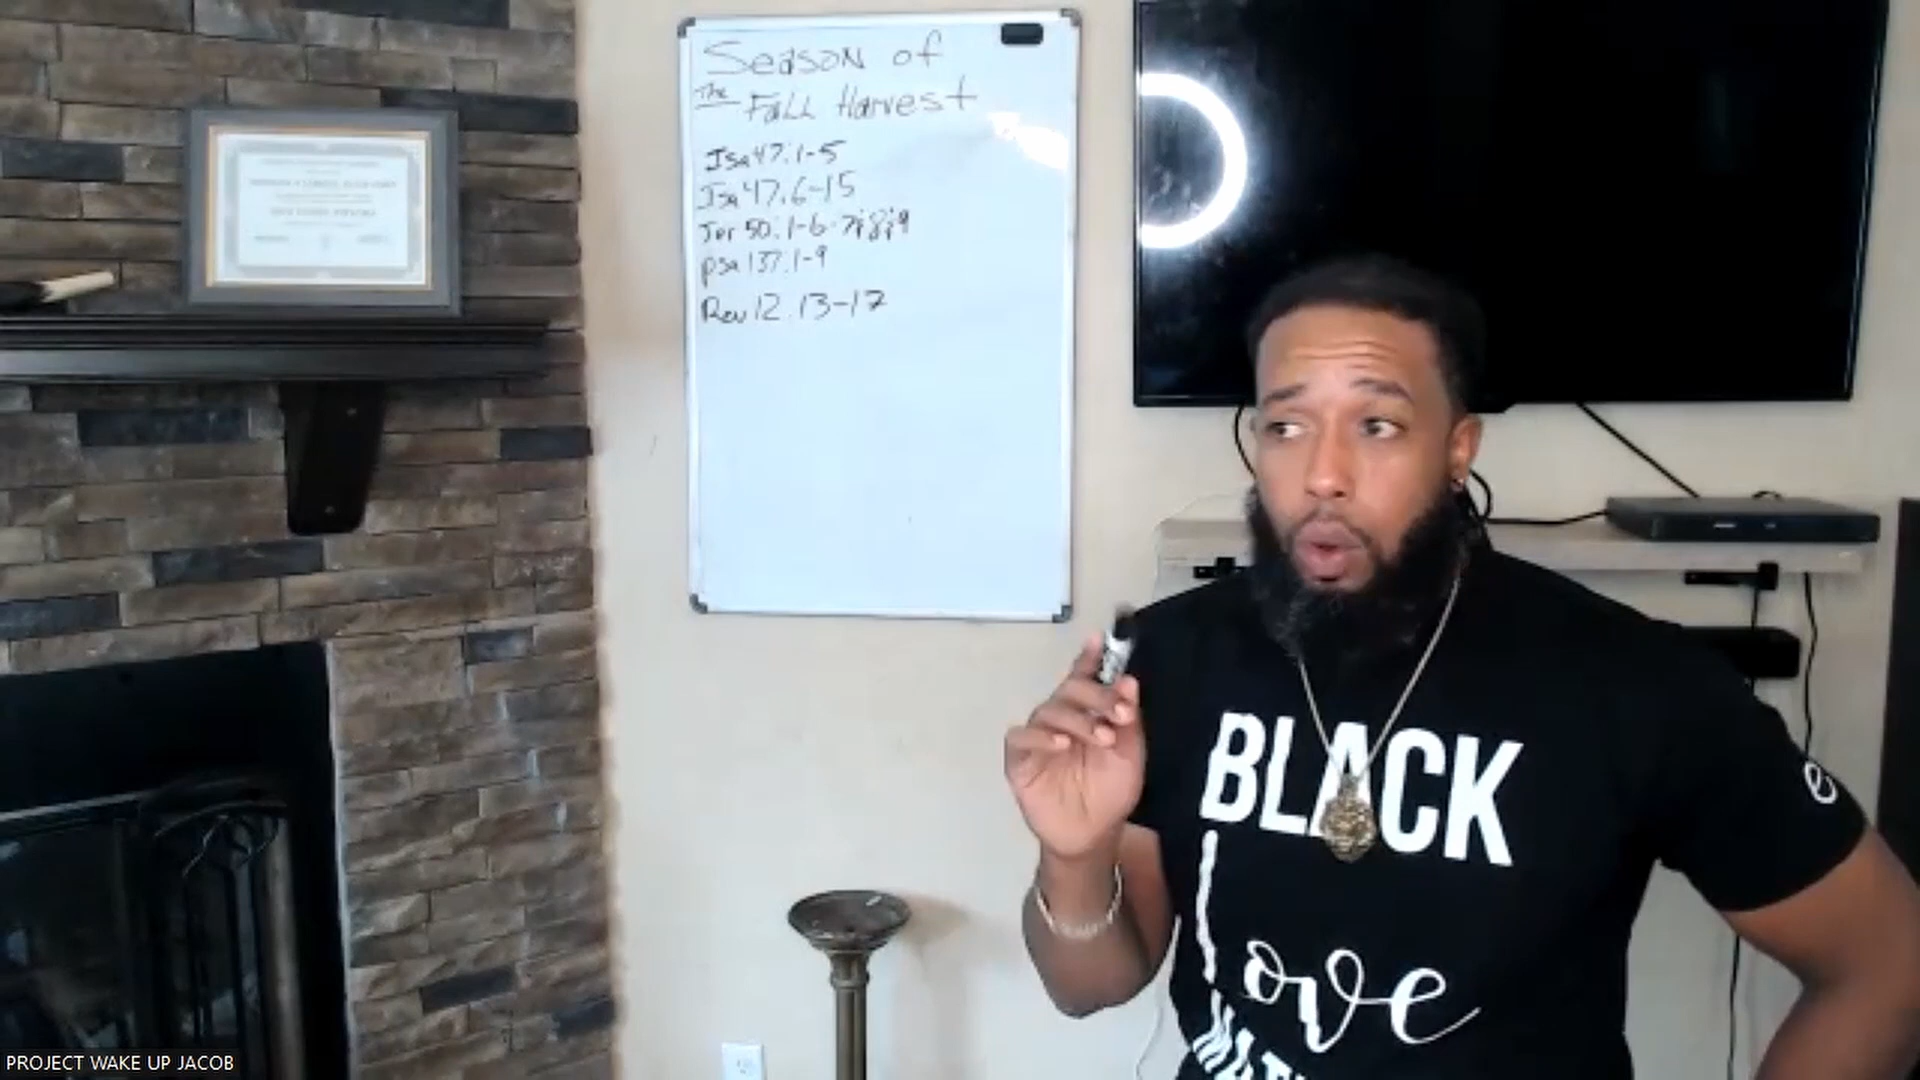 Season of
The Fall Harvest
Isa 47:1-5
Isa 47:6-15
Jer 50:1-6-7;8;9
psa 137:1-9
Rev 12:13-17
BLACK
Love
PROJECT WAKE UP JACOB